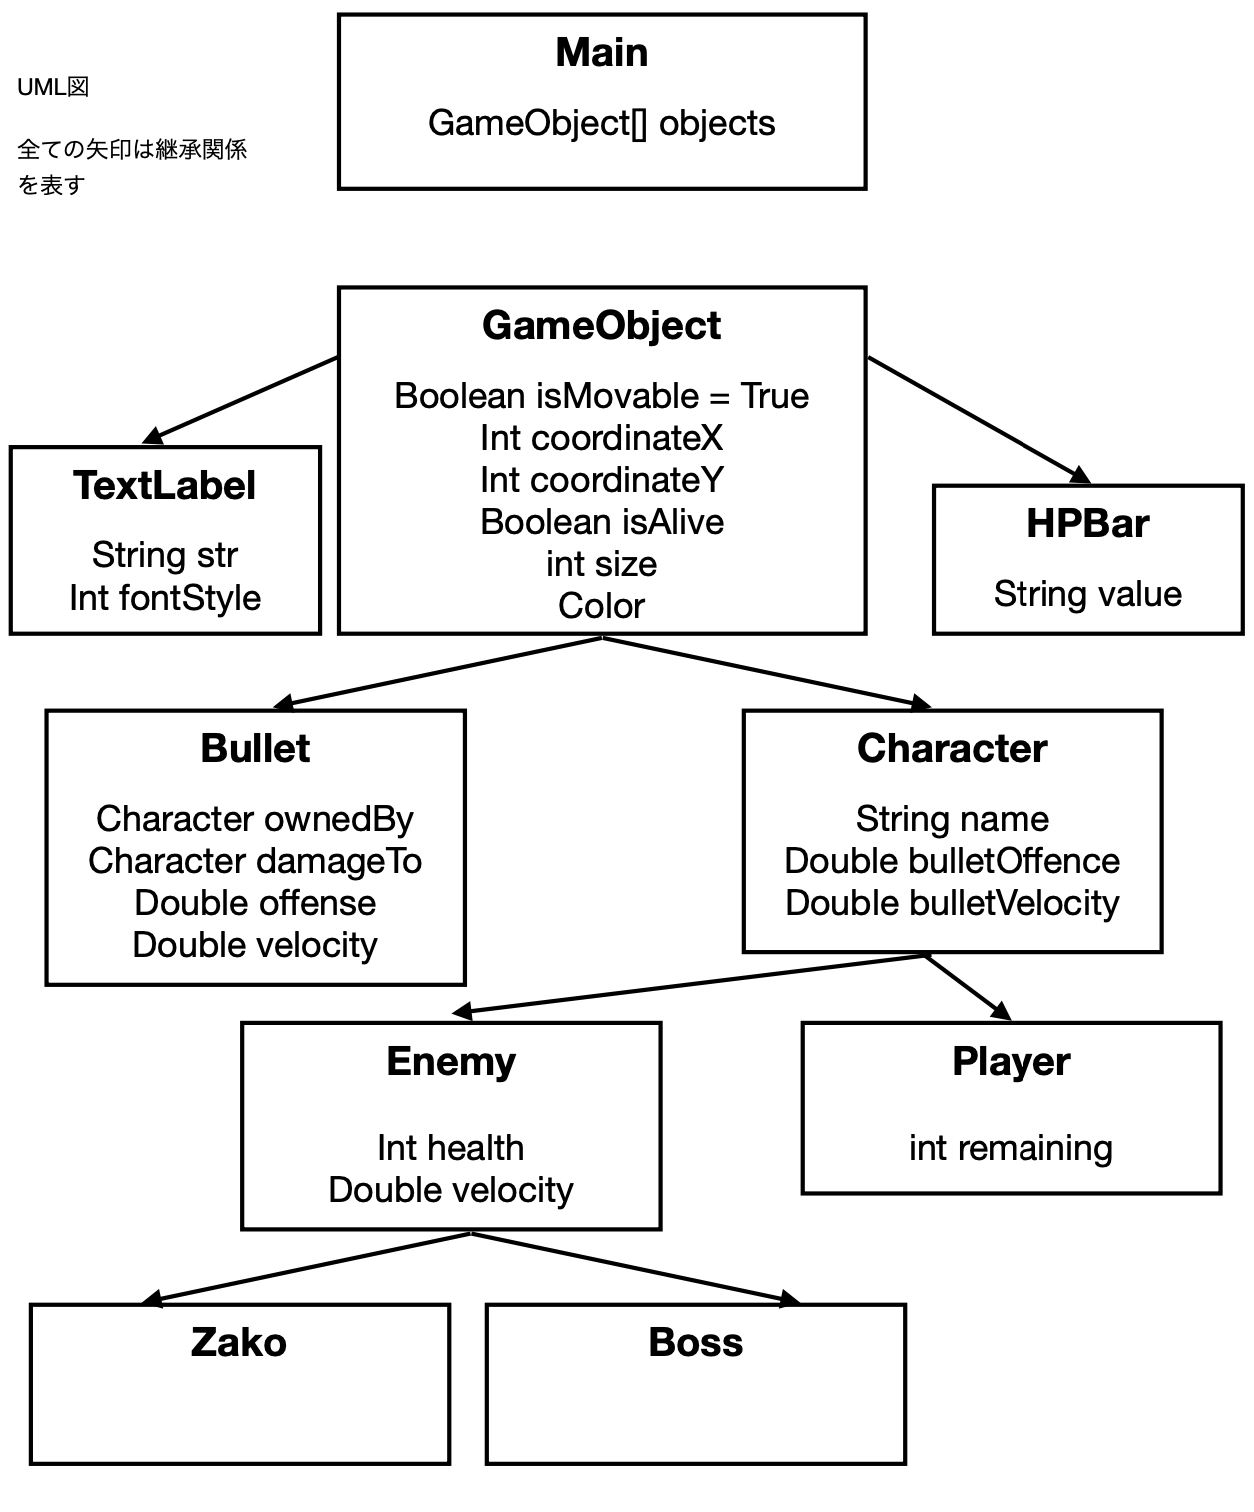 Main
GameObject[] objects
UML図
全ての矢印は継承関係
を表す
GameObject
Boolean isMovable = True
Int coordinateX
Int coordinateY
Boolean isAlive
int size
Color
TextLabel
String str
Int fontStyle
HPBar
String value
Bullet
Character ownedBy
Character damageTo
Double offense
Double velocity
Character
String name
Double bulletOffence
Double bulletVelocity
Enemy
Int health
Double velocity
Player
int remaining
Zako
Boss